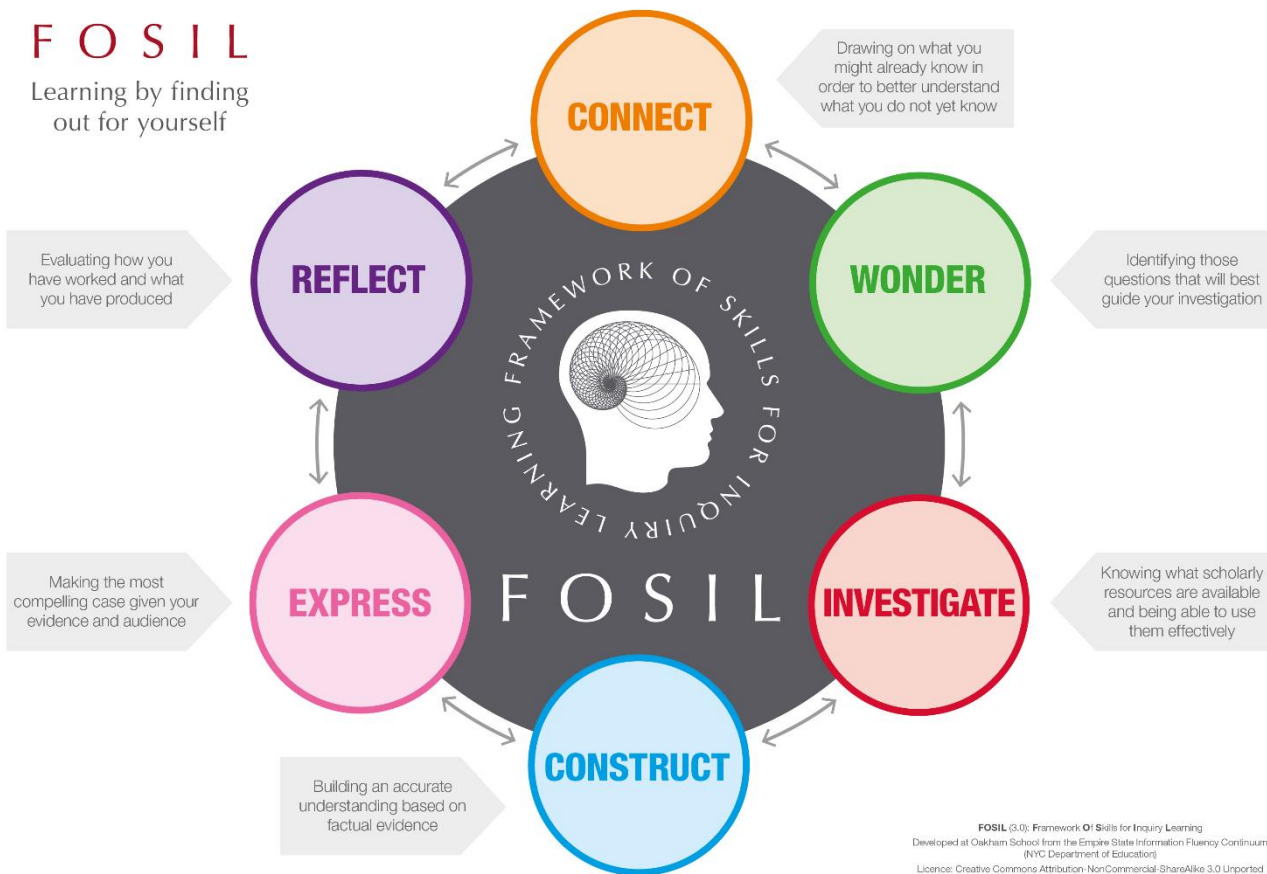 FOSIL
Learning by finding
out for yourself
CONNECT
Drawing on what you
might already know in
order to better understand
what you do not yet know
WONDER
Identifying those
questions that will best
guide your investigation
INVESTIGATE
Knowing what scholarly
resources are available
and being able to use
them effectively
CONSTRUCT
Building an accurate
understanding based on
factual evidence
EXPRESS
Making the most
compelling case given your
evidence and audience
REFLECT
Evaluating how you
have worked and what
you have produced
FRAMEWORK OF SKILLS FOR INQUIRY LEARNING
FOSIL
FOSIL (3.0): Framework Of Skills for Inquiry Learning
Developed at Oakham School from the Empire State Information Fluency Continuum
(NYC Department of Education)
Licence: Creative Commons Attribution-NonCommercial-ShareAlike 3.0 Unported